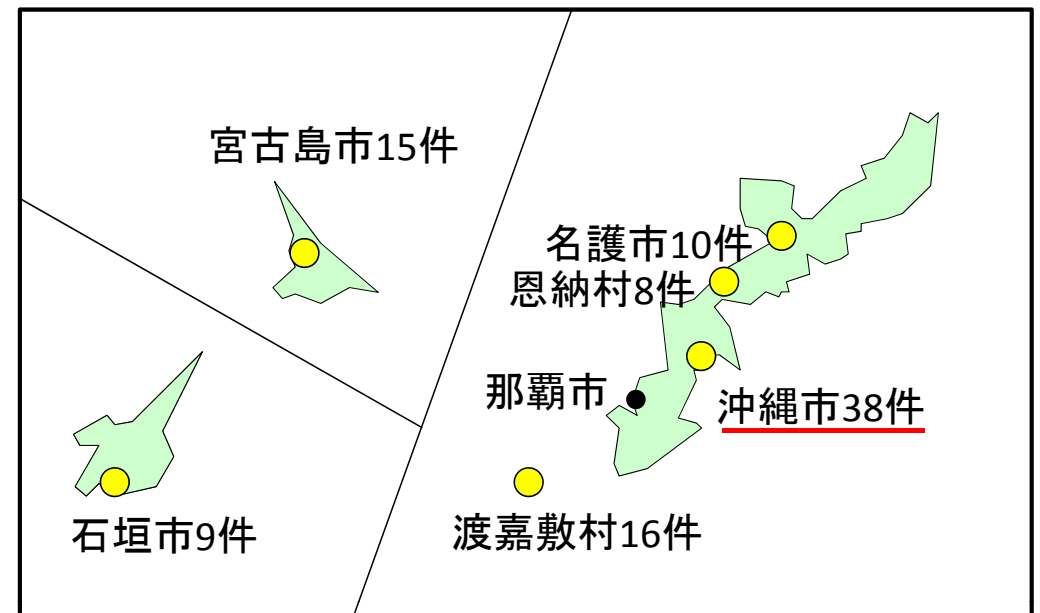 宮古島市15件
名護市10件
恩納村8件
那覇市
沖縄市38件
石垣市9件
渡嘉敷村16件